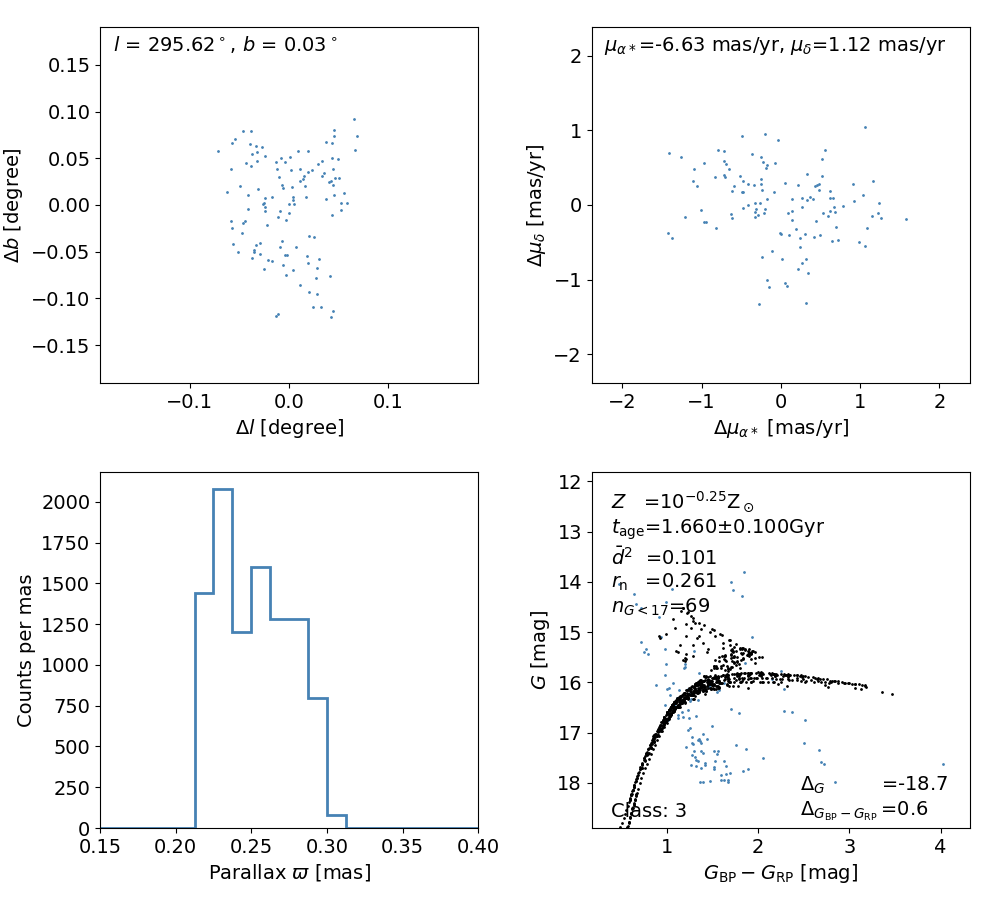 l = 295.62°, b = 0.03°
0.15
0.10
0.05
0.00
−0.05
−0.10
−0.15
Δb [degree]
−0.1 0.0 0.1
Δl [degree]
μα*=-6.63 mas/yr, μδ=1.12 mas/yr
2
1
0
−1
−2
Δμδ [mas/yr]
−2 −1 0 1 2
Δμα* [mas/yr]
2000
1750
1500
1250
1000
750
500
250
0
Counts per mas
0.15 0.20 0.25 0.30 0.35 0.40
Parallax ϖ [mas]
12
13
14
15
16
17
18
G [mag]
Z =10^−0.25 Z⊙
t_age=1.660±0.100Gyr
d̄² =0.101
r_n =0.261
n_G<17=69
Δ_G =-18.7
Δ_GBP−GRP=0.6
Class: 3
1 2 3 4
G_BP − G_RP [mag]